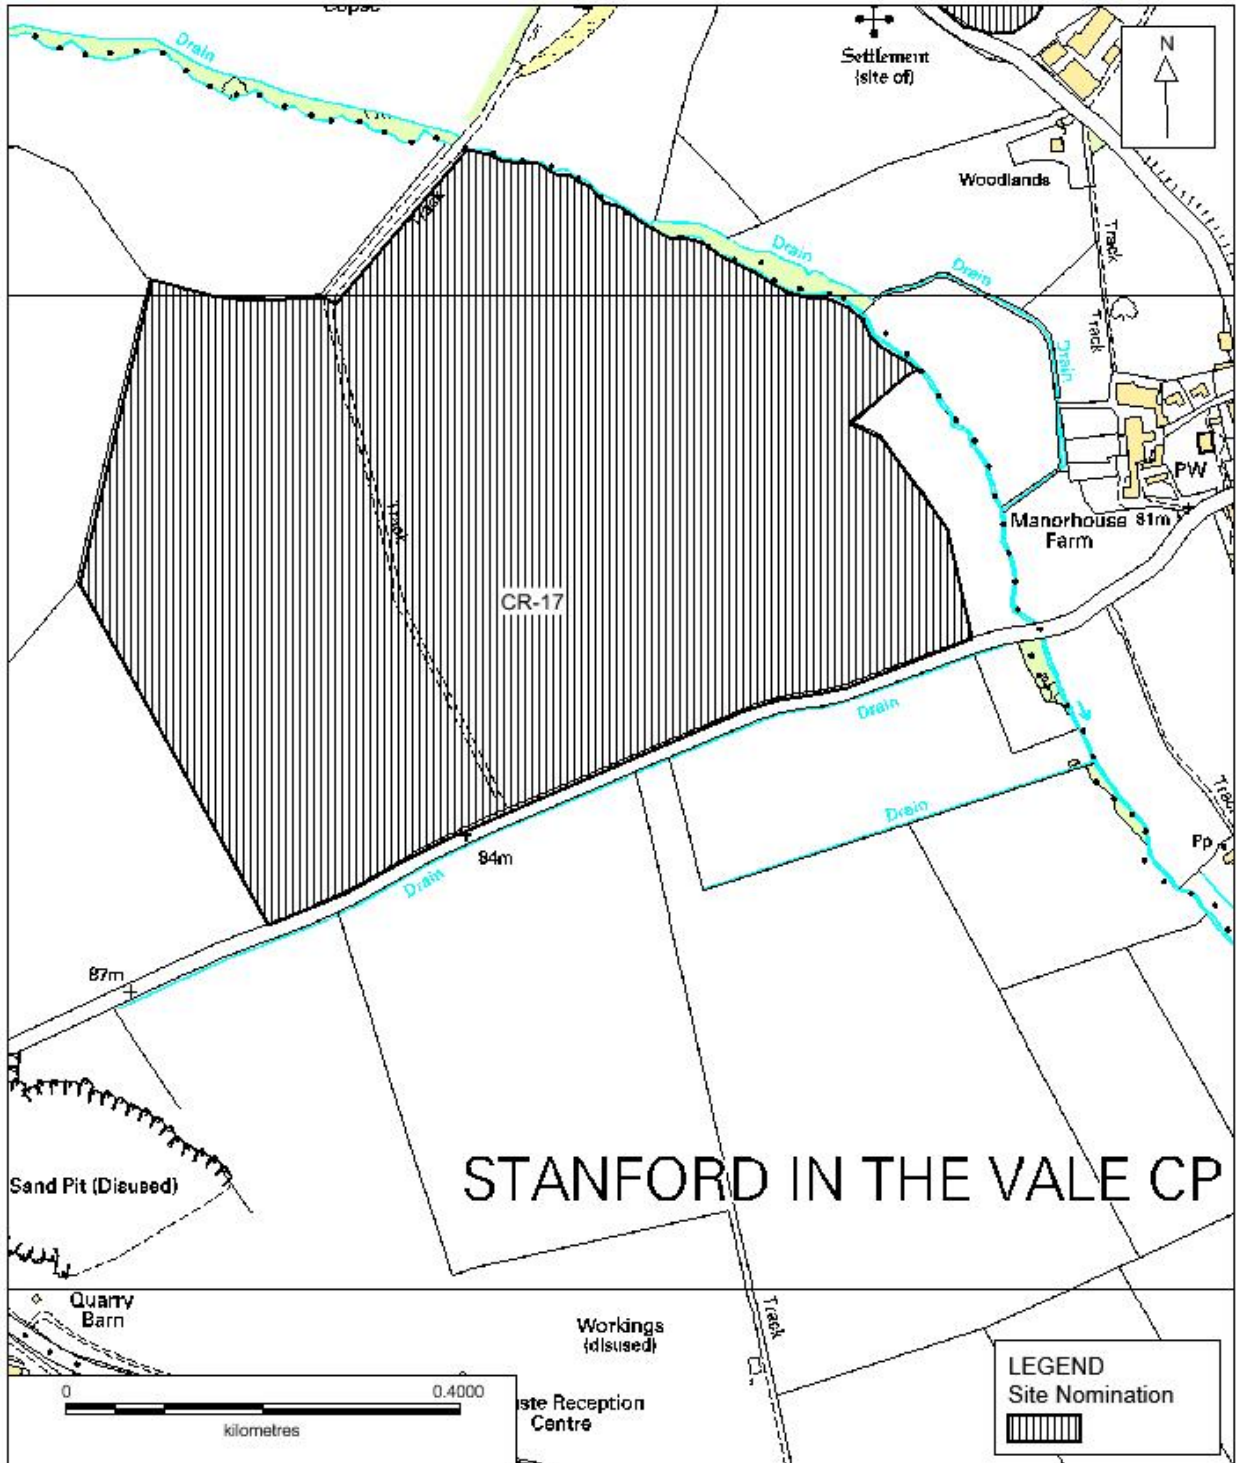 Copse
Drain
Settlement
(site of)
N
Woodlands
Track
Track
Drain
Drain
Track
Drain
PW
Manorhouse
Farm
81m
Track
CR-17
Drain
Track
Drain
Pp
84m
Drain
87m
Sand Pit (Disused)
STANFORD IN THE VALE CP
Quarry
Barn
Workings
(disused)
Track
LEGEND
Site Nomination
0
0.4000
kilometres
ste Reception
Centre